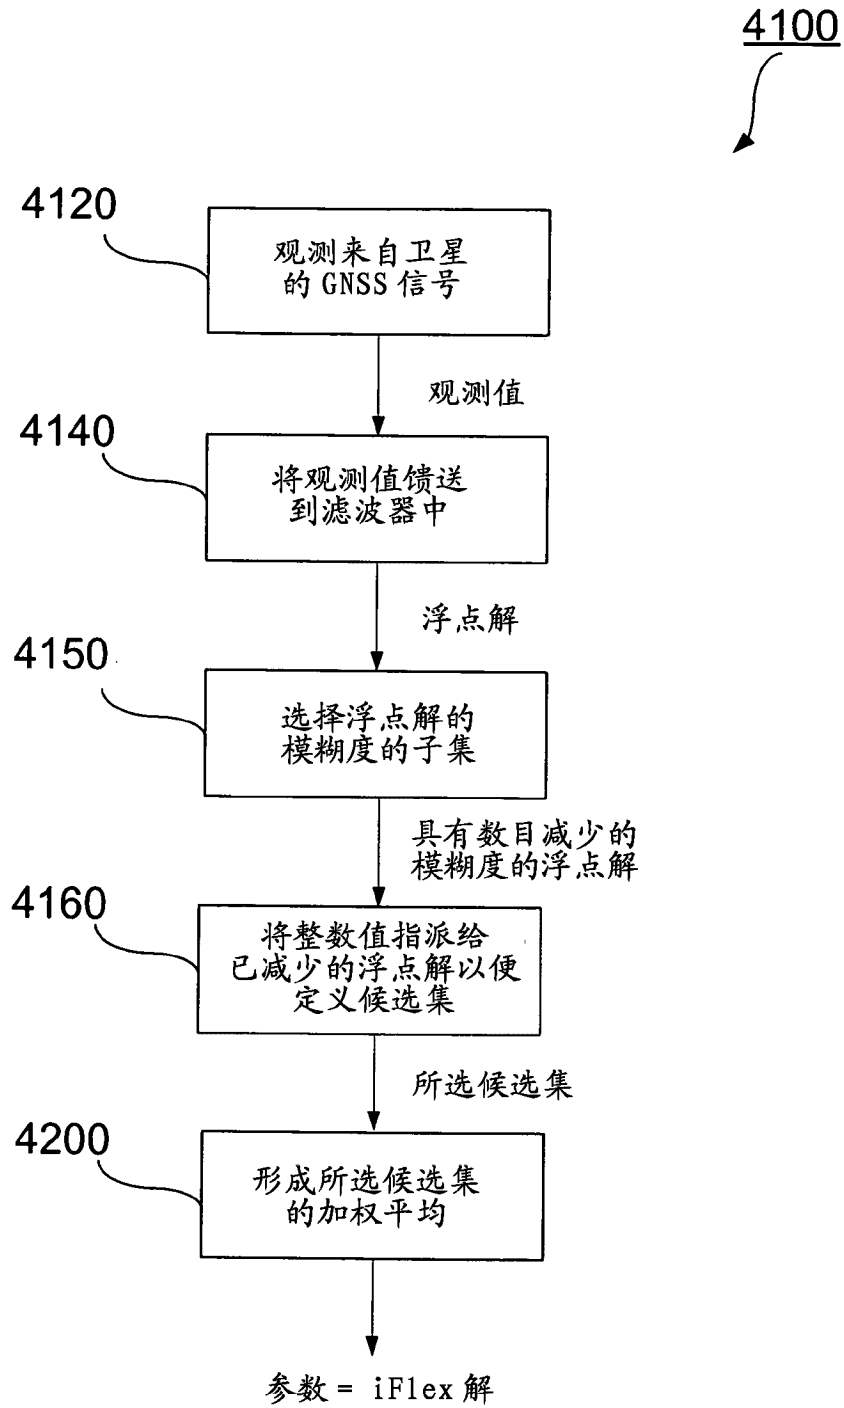 4100
4120
观测来自卫星
的 GNSS 信号
观测值
4140
将观测值馈送
到滤波器中
浮点解
4150
选择浮点解的
模糊度的子集
具有数目减少的
模糊度的浮点解
4160
将整数值指派给
已减少的浮点解以便
定义候选集
所选候选集
4200
形成所选候选集
的加权平均
参数 = iFlex 解